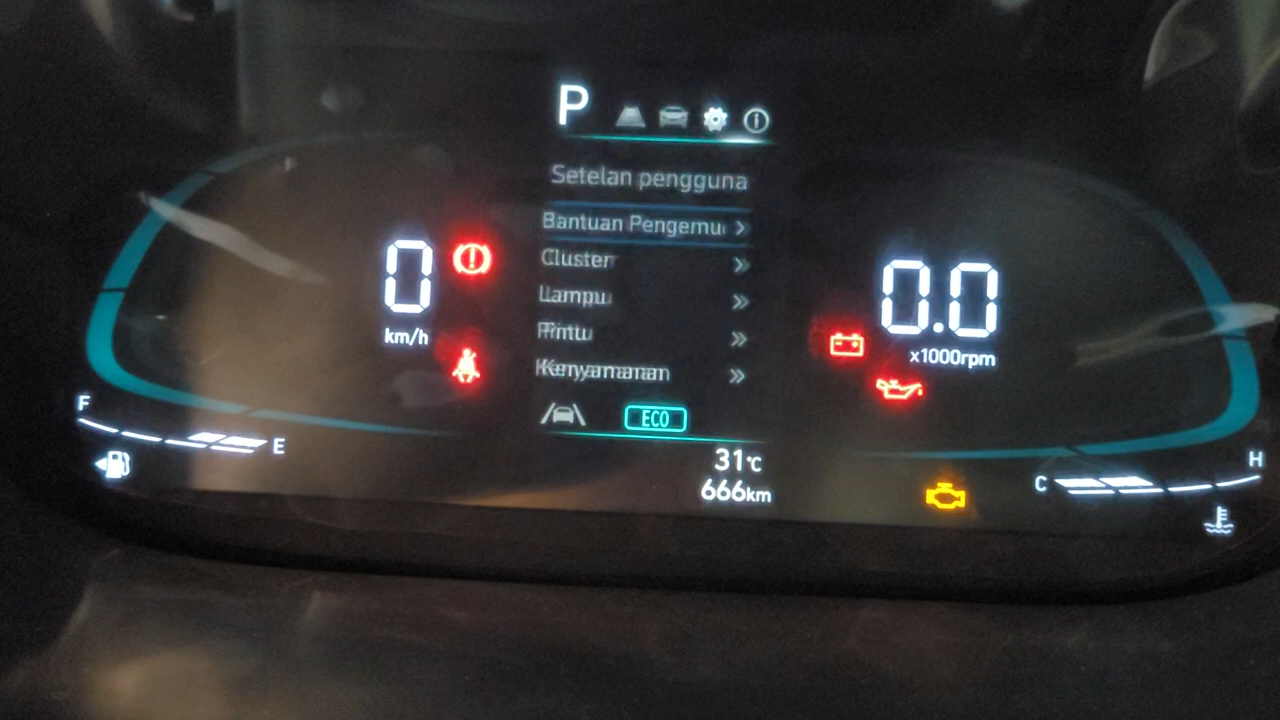 P
Setelan pengguna
Bantuan Pengemu
Cluster
Lampu
Pintu
Kenyamanan
ECO
31°C
666km
0
km/h
F
E
0.0
x1000rpm
C
H